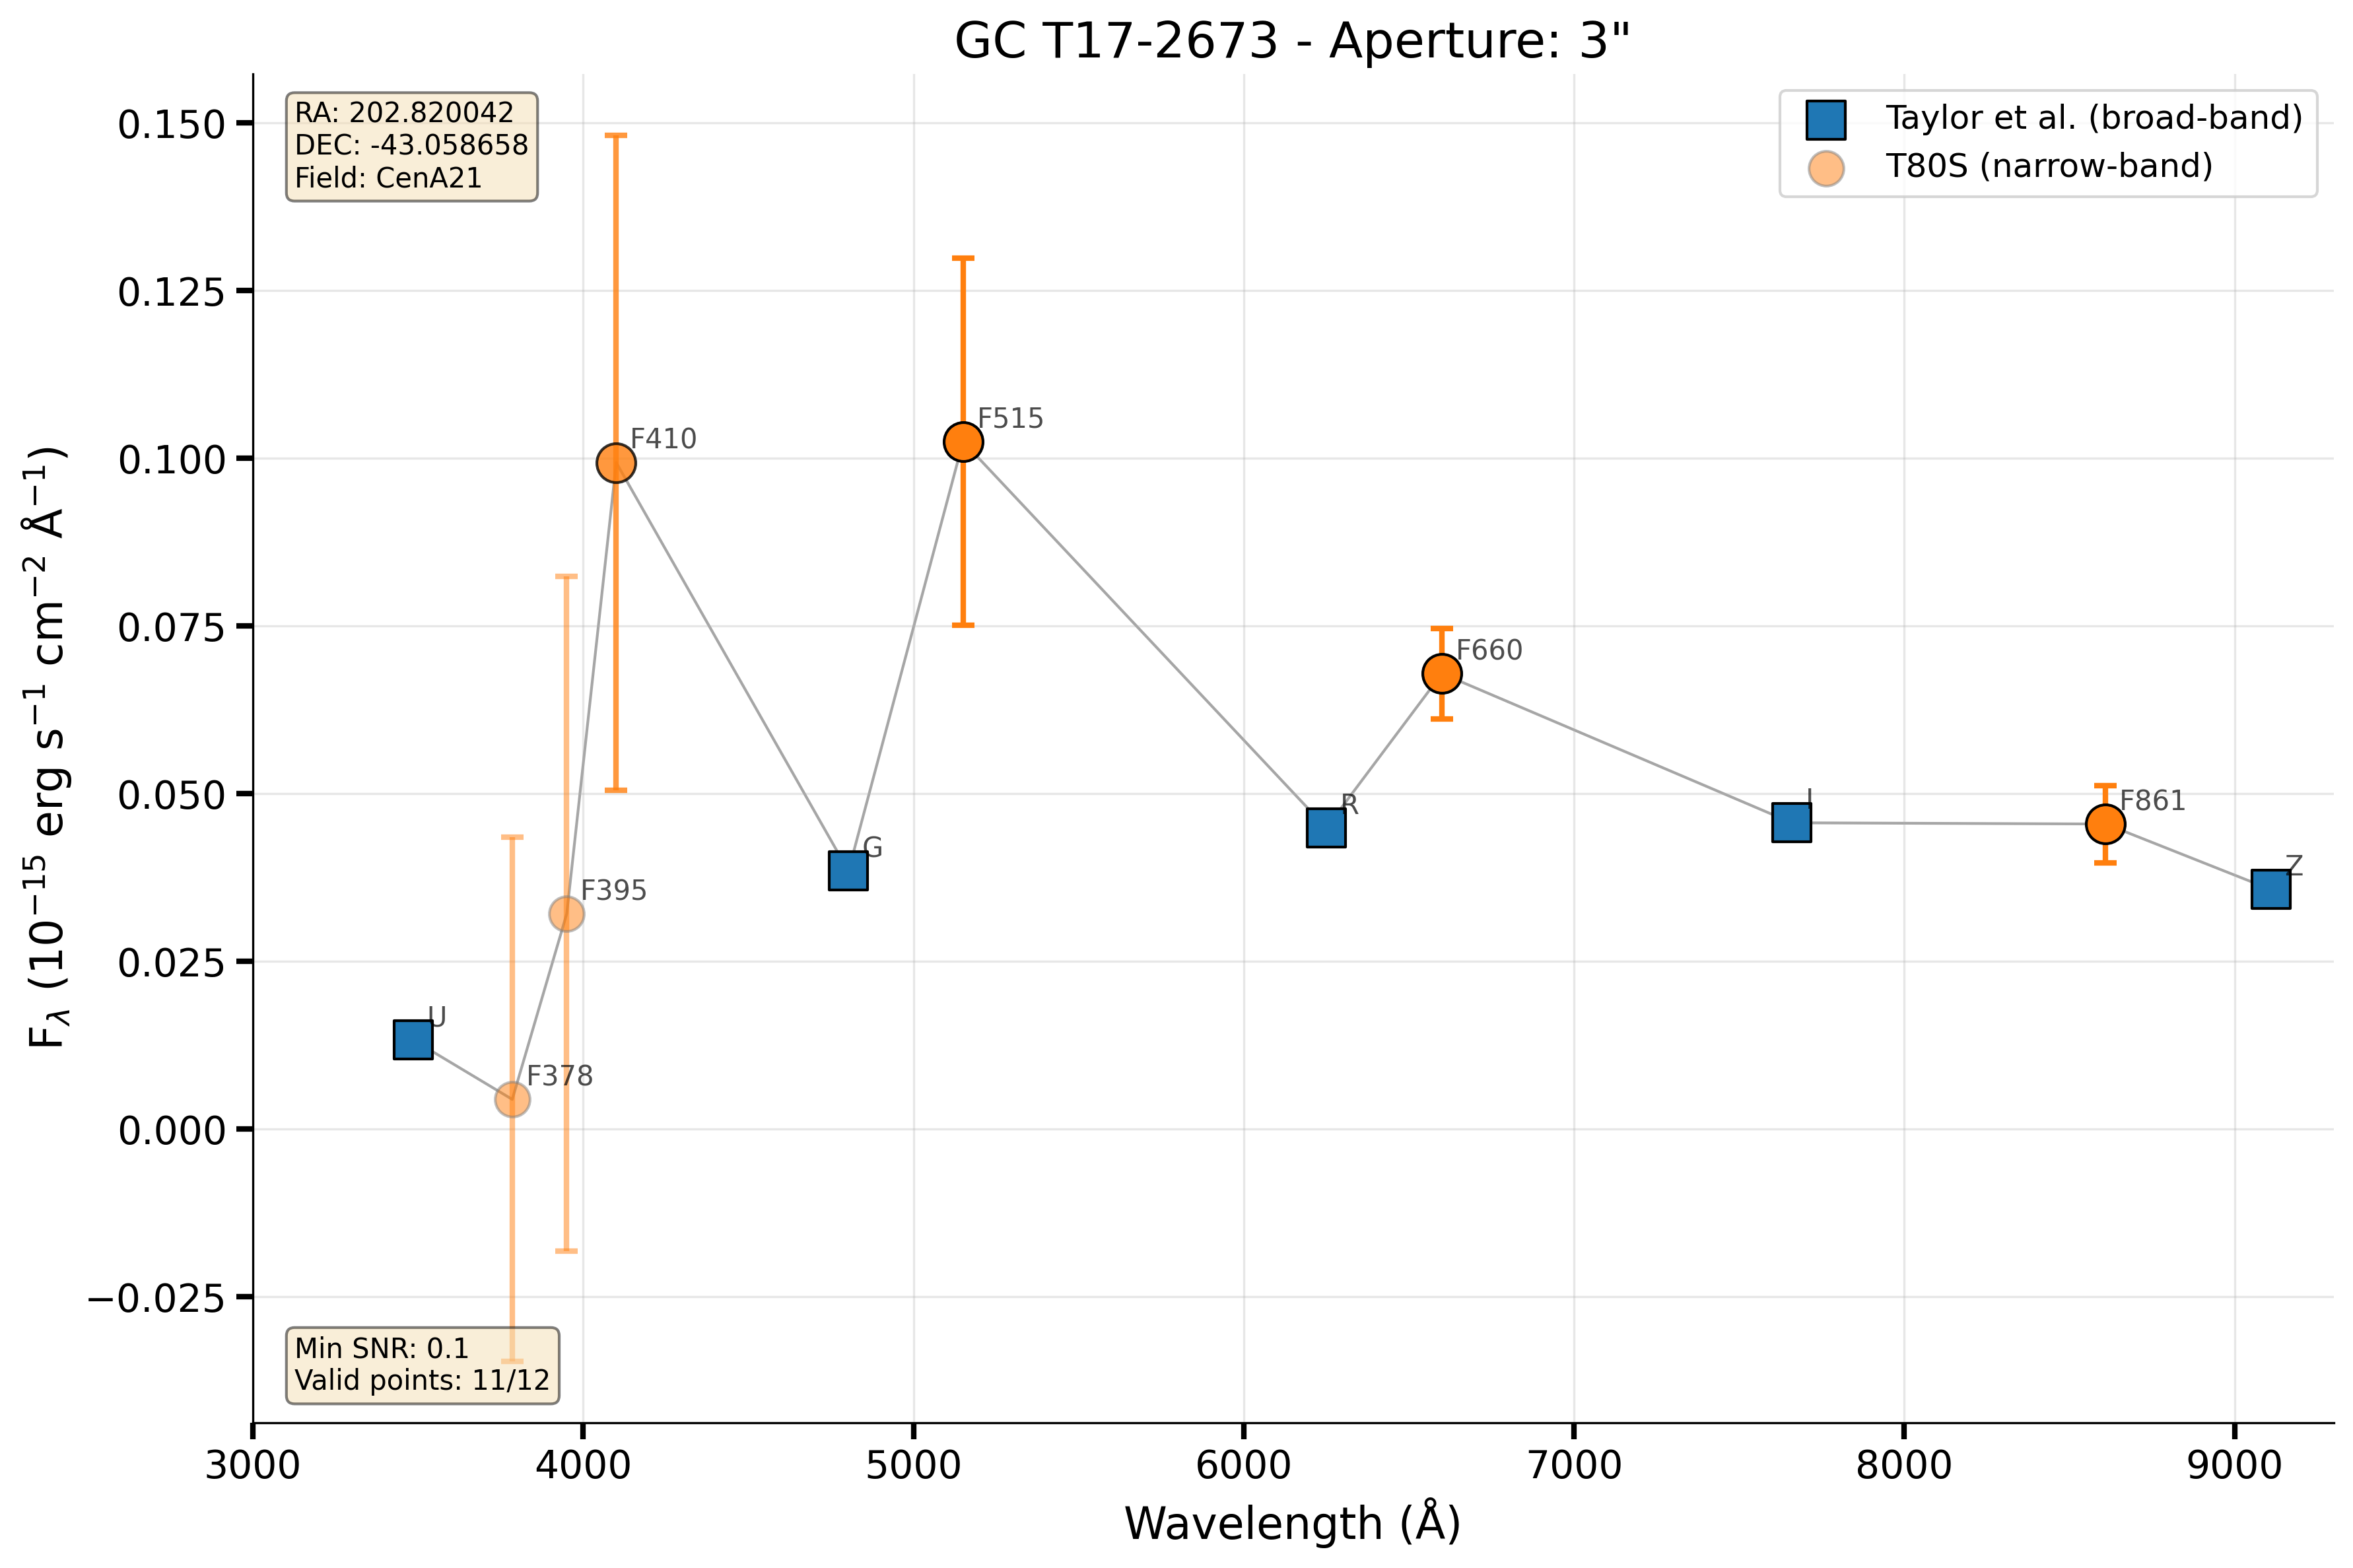 GC T17-2673 - Aperture: 3"
RA: 202.820042
DEC: -43.058658
Field: CenA21
Taylor et al. (broad-band)
T80S (narrow-band)
0.150
0.125
0.100
0.075
0.050
0.025
0.000
−0.025
F410
F515
F660
R
I
F861
G
Z
F395
U
F378
Min SNR: 0.1
Valid points: 11/12
3000 4000 5000 6000 7000 8000 9000
Wavelength (Å)
Fλ (10⁻¹⁵ erg s⁻¹ cm⁻² Å⁻¹)